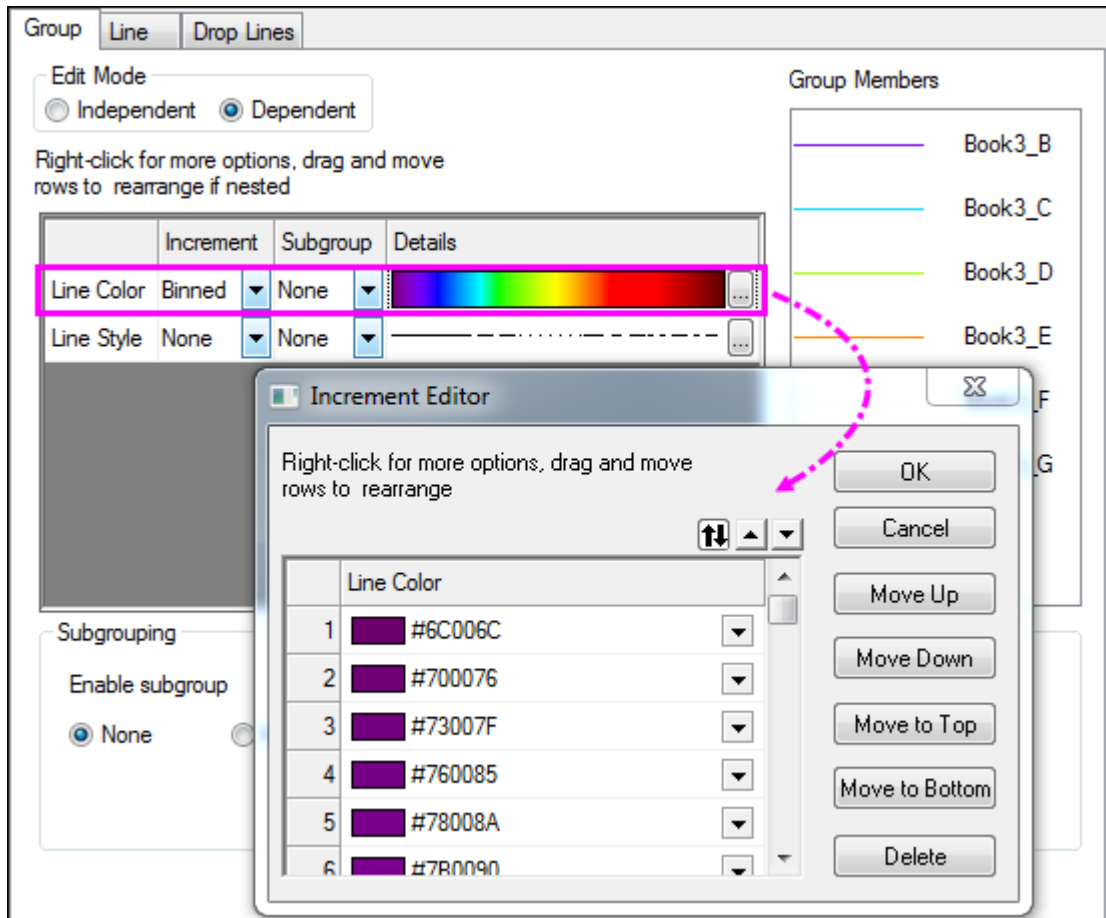 Group Line Drop Lines
Edit Mode
Independent Dependent
Right-click for more options, drag and move
rows to rearrange if nested
Increment Subgroup Details
Line Color Binned None ...
Line Style None None ...
Group Members
Book3_B
Book3_C
Book3_D
Book3_E
_F
_G
Subgrouping
Enable subgroup
None
Increment Editor
Right-click for more options, drag and move
rows to rearrange
Line Color
1 #6C006C
2 #700076
3 #73007F
4 #760085
5 #78008A
6 #7B0090
OK
Cancel
Move Up
Move Down
Move to Top
Move to Bottom
Delete